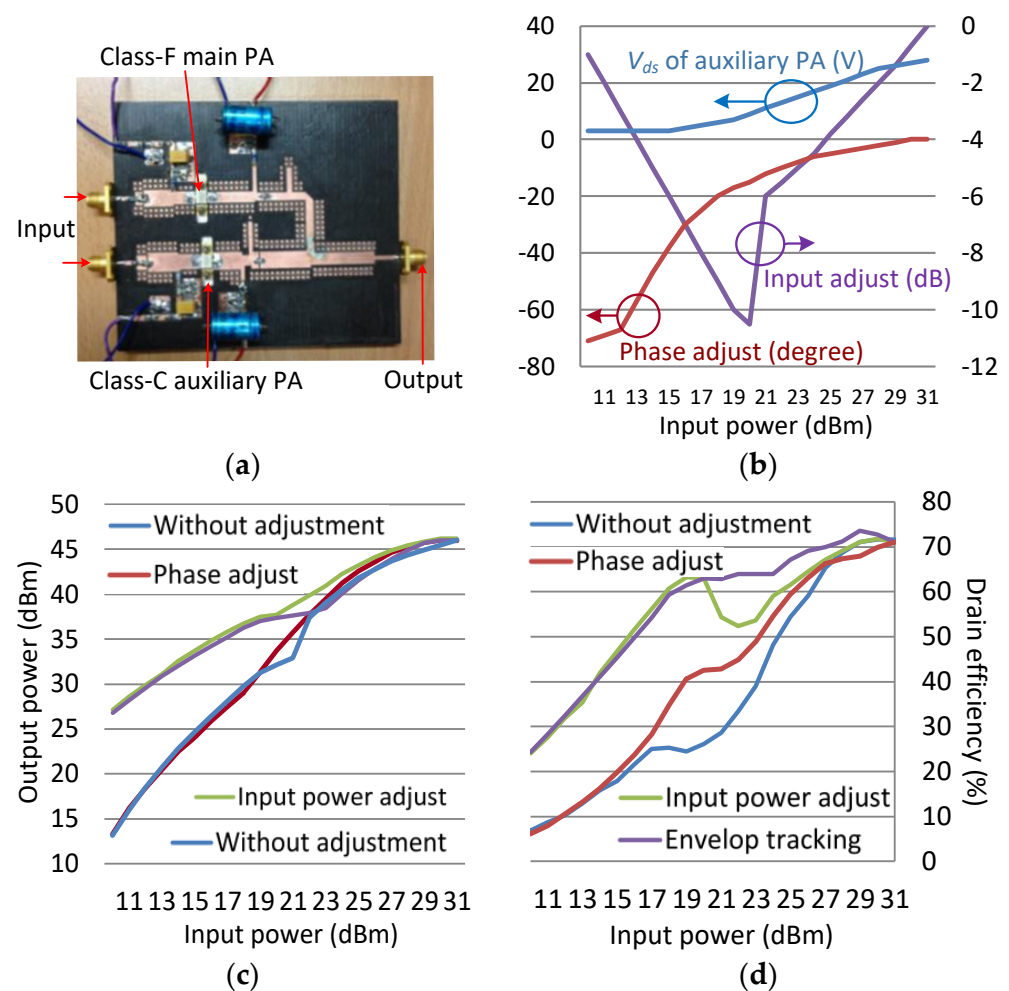 Class-F main PA
Input
Class-C auxiliary PA
Output
(a)
40
20
0
-20
-40
-60
-80
0
-2
-4
-6
-8
-10
-12
Vds of auxiliary PA (V)
Input adjust (dB)
Phase adjust (degree)
11 13 15 17 19 21 23 25 27 29 31
Input power (dBm)
(b)
50
45
40
35
30
25
20
15
10
Output power (dBm)
Without adjustment
Phase adjust
Input power adjust
Without adjustment
11 13 15 17 19 21 23 25 27 29 31
Input power (dBm)
(c)
80
70
60
50
40
30
20
10
0
Drain efficiency (%)
Without adjustment
Phase adjust
Input power adjust
Envelop tracking
11 13 15 17 19 21 23 25 27 29 31
Input power (dBm)
(d)